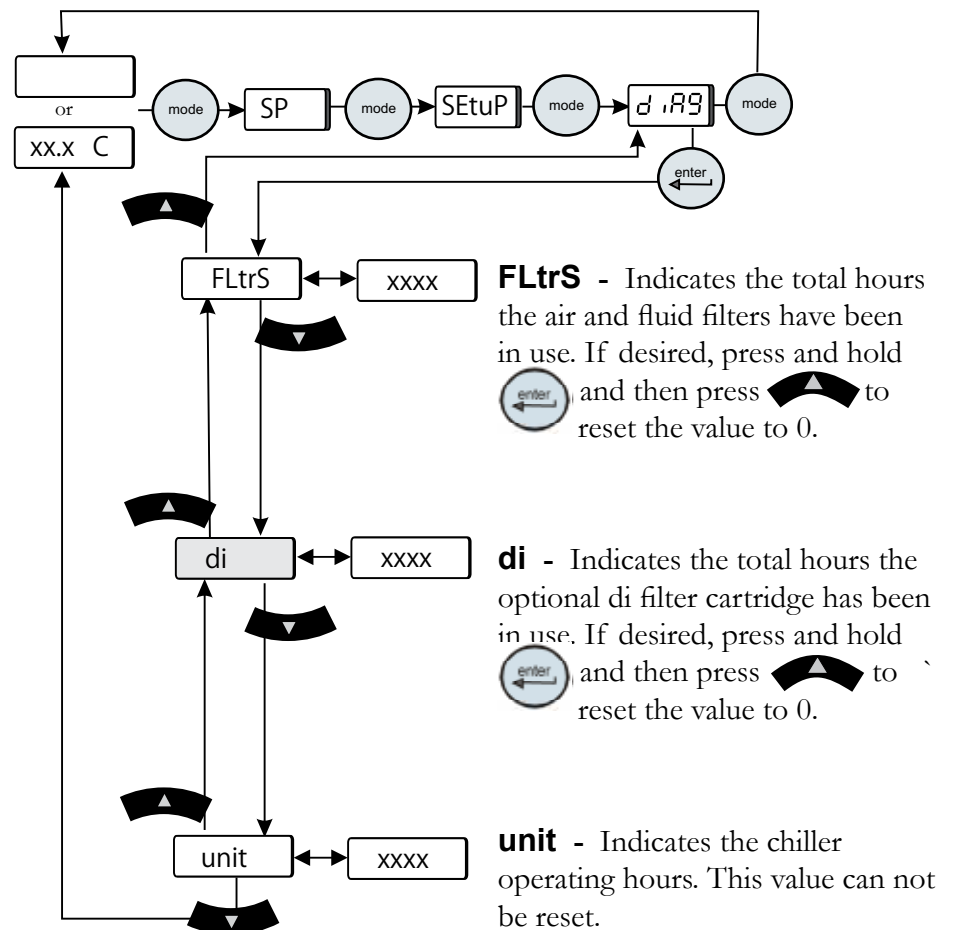 or
mode
SP
mode
SEtuP
mode
diAg
mode
xx.x C
enter
FLtrS
xxxx
FLtrS - Indicates the total hours
the air and fluid filters have been
in use. If desired, press and hold
enter and then press to
reset the value to 0.
di
xxxx
di - Indicates the total hours the
optional di filter cartridge has been
in use. If desired, press and hold
enter and then press to `
reset the value to 0.
unit
xxxx
unit - Indicates the chiller
operating hours. This value can not
be reset.